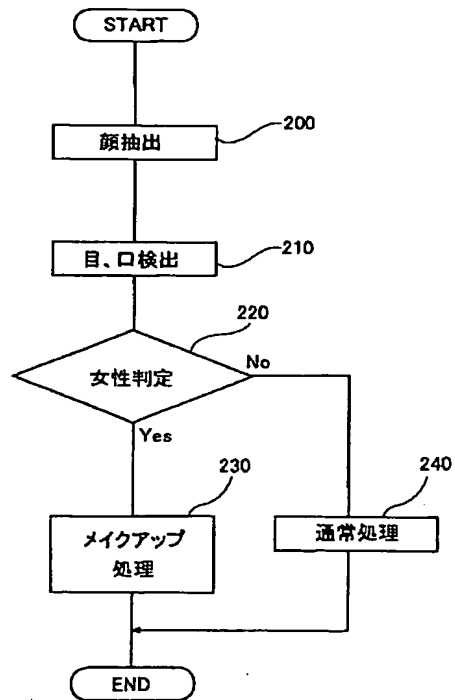 START
顔抽出
200
目、口検出
210
220
女性判定
No
Yes
230
240
メイクアップ
処理
通常処理
END